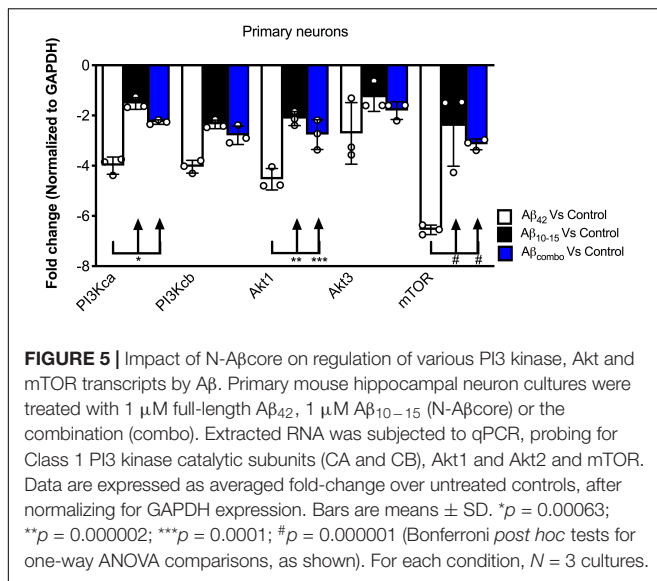 Primary neurons
Fold change (Normalized to GAPDH)
0
-2
-4
-6
-8
* ** *** # #
PI3Kca PI3Kcb Akt1 Akt3 mTOR
Aβ42 Vs Control
Aβ10-15 Vs Control
Aβcombo Vs Control
FIGURE 5 | Impact of N-Aβcore on regulation of various PI3 kinase, Akt and
mTOR transcripts by Aβ. Primary mouse hippocampal neuron cultures were
treated with 1 μM full-length Aβ42, 1 μM Aβ10−15 (N-Aβcore) or the
combination (combo). Extracted RNA was subjected to qPCR, probing for
Class 1 PI3 kinase catalytic subunits (CA and CB), Akt1 and Akt2 and mTOR.
Data are expressed as averaged fold-change over untreated controls, after
normalizing for GAPDH expression. Bars are means ± SD. *p = 0.00063;
**p = 0.000002; ***p = 0.0001; #p = 0.000001 (Bonferroni post hoc tests for
one-way ANOVA comparisons, as shown). For each condition, N = 3 cultures.